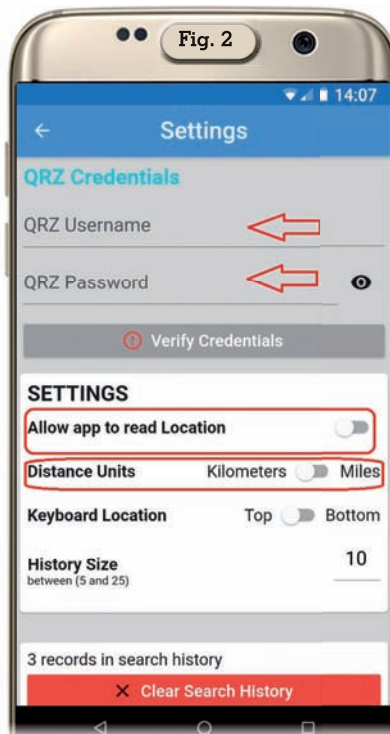 Fig. 2
14:07
Settings
QRZ Credentials
QRZ Username
QRZ Password
Verify Credentials
SETTINGS
Allow app to read Location
Distance Units Kilometers Miles
Keyboard Location Top Bottom
History Size 10
between (5 and 25)
3 records in search history
X Clear Search History